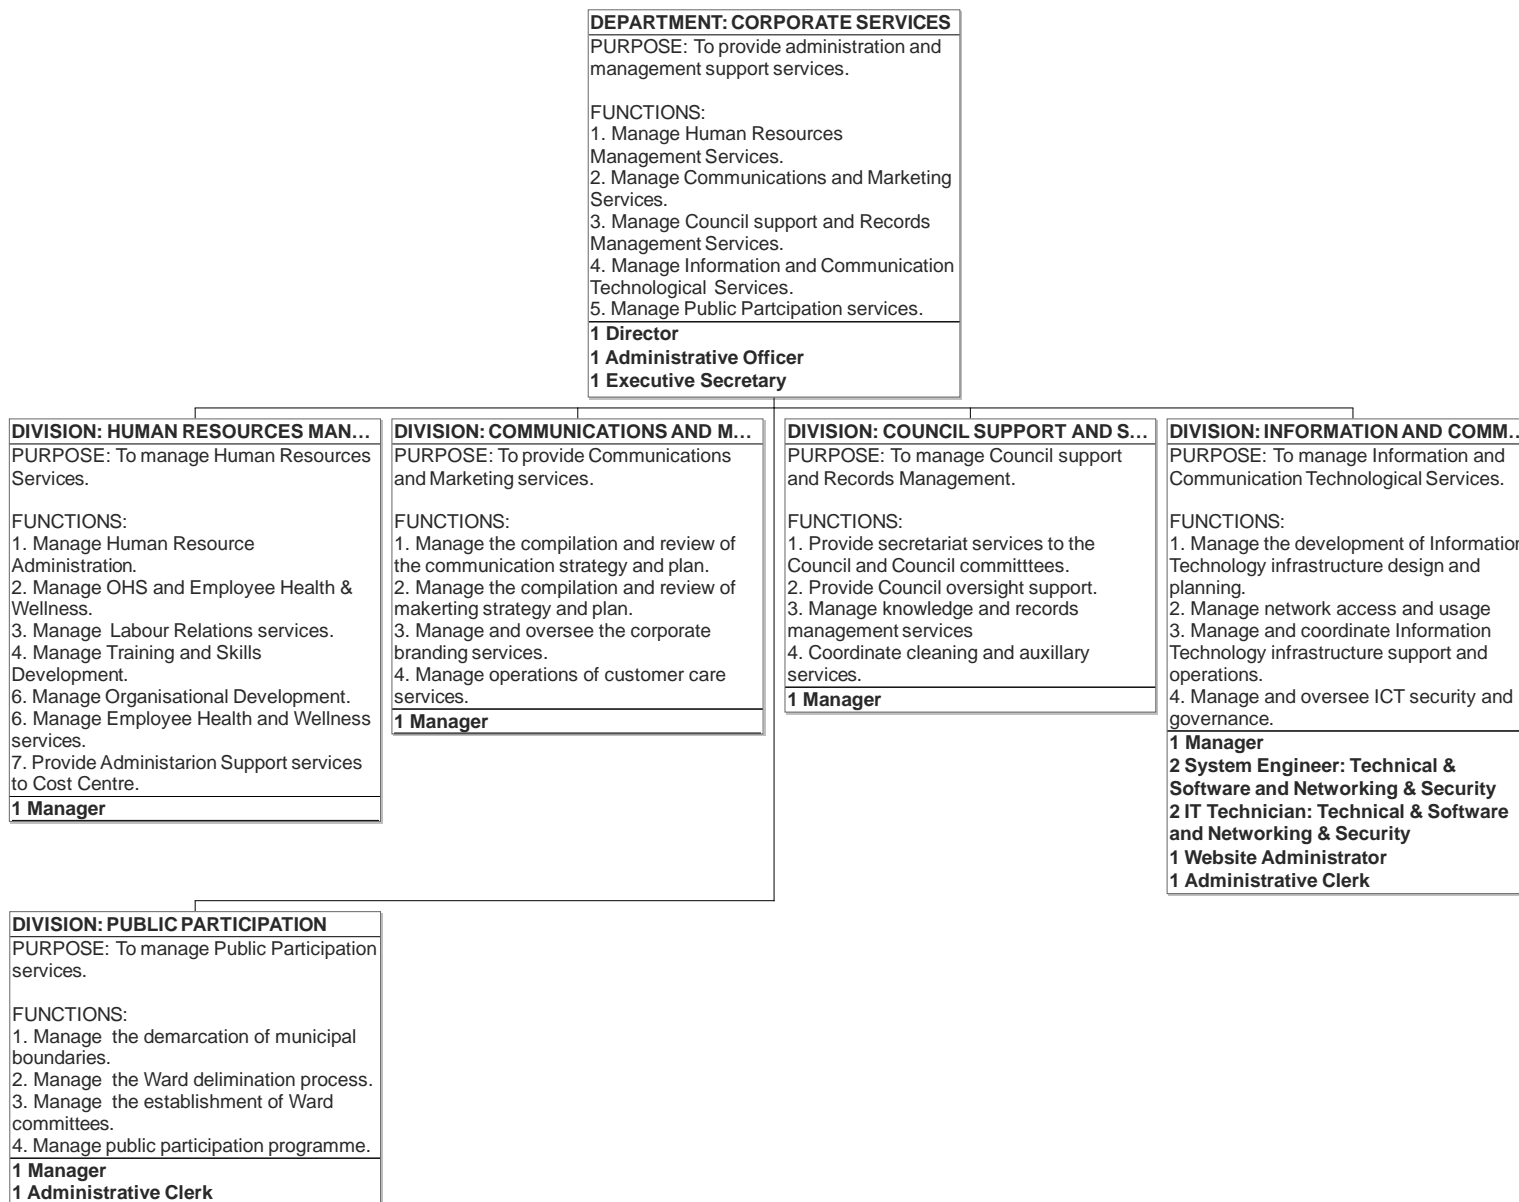 DEPARTMENT: CORPORATE SERVICES
PURPOSE: To provide administration and
management support services.
FUNCTIONS:
1. Manage Human Resources
Management Services.
2. Manage Communications and Marketing
Services.
3. Manage Council support and Records
Management Services.
4. Manage Information and Communication
Technological Services.
5. Manage Public Partcipation services.
1 Director
1 Administrative Officer
1 Executive Secretary
DIVISION: HUMAN RESOURCES MAN...
PURPOSE: To manage Human Resources
Services.
FUNCTIONS:
1. Manage Human Resource
Administration.
2. Manage OHS and Employee Health &
Wellness.
3. Manage Labour Relations services.
4. Manage Training and Skills
Development.
6. Manage Organisational Development.
6. Manage Employee Health and Wellness
services.
7. Provide Administarion Support services
to Cost Centre.
1 Manager
DIVISION: COMMUNICATIONS AND M...
PURPOSE: To provide Communications
and Marketing services.
FUNCTIONS:
1. Manage the compilation and review of
the communication strategy and plan.
2. Manage the compilation and review of
makerting strategy and plan.
3. Manage and oversee the corporate
branding services.
4. Manage operations of customer care
services.
1 Manager
DIVISION: COUNCIL SUPPORT AND S...
PURPOSE: To manage Council support
and Records Management.
FUNCTIONS:
1. Provide secretariat services to the
Council and Council committtees.
2. Provide Council oversight support.
3. Manage knowledge and records
management services
4. Coordinate cleaning and auxillary
services.
1 Manager
DIVISION: INFORMATION AND COMM...
PURPOSE: To manage Information and
Communication Technological Services.
FUNCTIONS:
1. Manage the development of Information
Technology infrastructure design and
planning.
2. Manage network access and usage
3. Manage and coordinate Information
Technology infrastructure support and
operations.
4. Manage and oversee ICT security and
governance.
1 Manager
2 System Engineer: Technical &
Software and Networking & Security
2 IT Technician: Technical & Software
and Networking & Security
1 Website Administrator
1 Administrative Clerk
DIVISION: PUBLIC PARTICIPATION
PURPOSE: To manage Public Participation
services.
FUNCTIONS:
1. Manage the demarcation of municipal
boundaries.
2. Manage the Ward delimination process.
3. Manage the establishment of Ward
committees.
4. Manage public participation programme.
1 Manager
1 Administrative Clerk